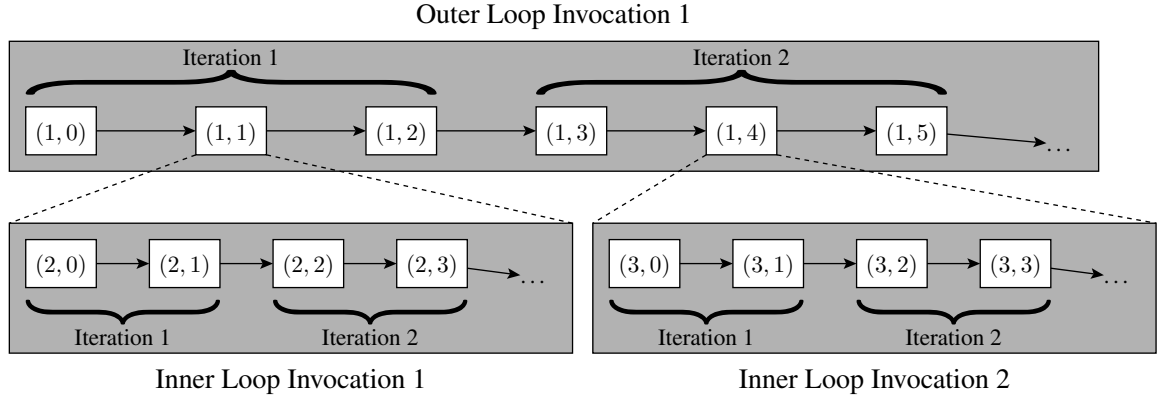 Outer Loop Invocation 1
Iteration 1 Iteration 2
(1, 0) (1, 1) (1, 2) (1, 3) (1, 4) (1, 5) ...
(2, 0) (2, 1) (2, 2) (2, 3) ... (3, 0) (3, 1) (3, 2) (3, 3) ...
Iteration 1 Iteration 2 Iteration 1 Iteration 2
Inner Loop Invocation 1 Inner Loop Invocation 2